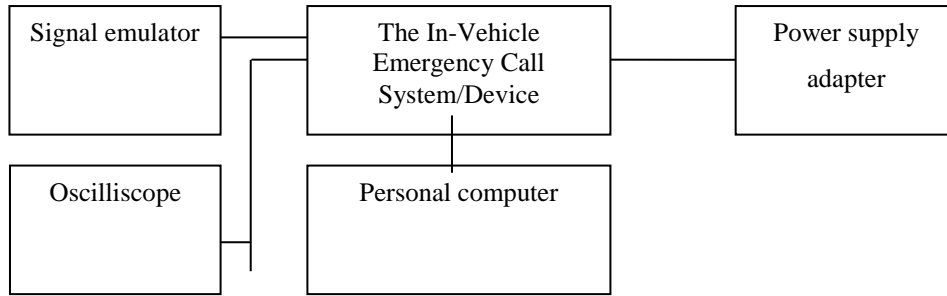 Signal emulator
The In-Vehicle
Emergency Call
System/Device
Power supply
adapter
Oscilliscope
Personal computer